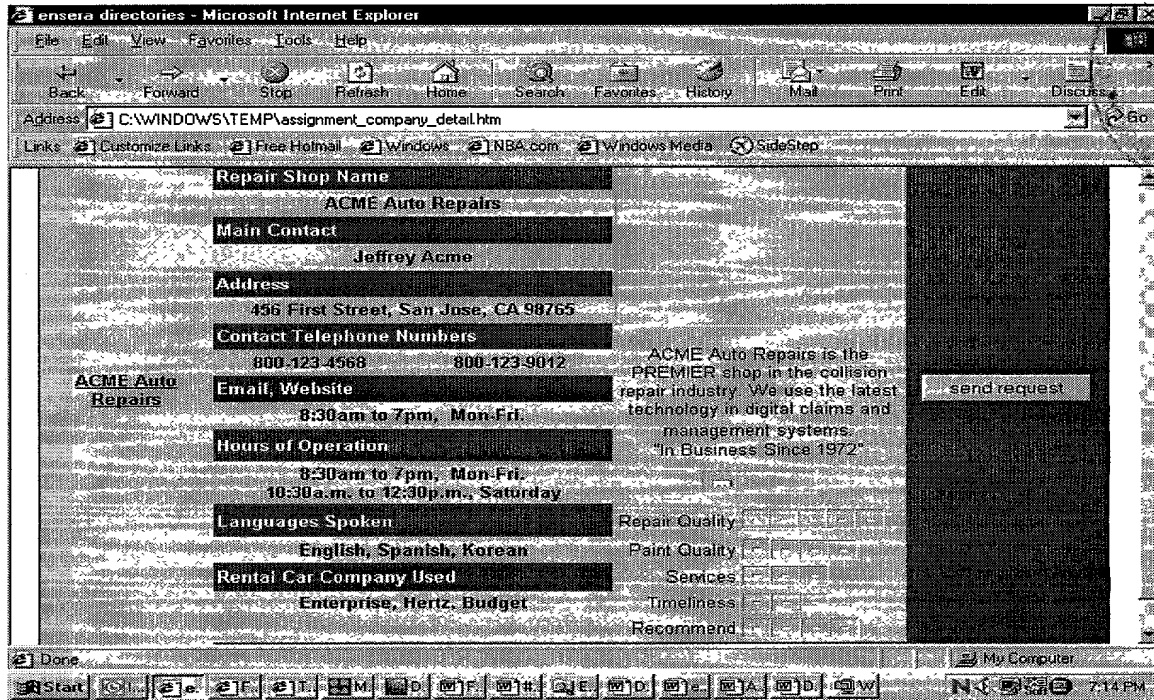 ensera directories - Microsoft Internet Explorer
File Edit View Favorites Tools Help
Back Forward Stop Refresh Home Search Favorites History Mail Print Edit Discuss
Address C:\WINDOWS\TEMP\assignment_company_detail.htm Go
Links Customize Links Free Hotmail Windows NBA.com Windows Media SideStep
Repair Shop Name
ACME Auto Repairs
Main Contact
Jeffrey Acme
Address
456 First Street, San Jose, CA 98765
Contact Telephone Numbers
800-123-4568 800-123-9012
Email, Website
8:30am to 7pm, Mon-Fri.
Hours of Operation
8:30am to 7pm, Mon-Fri.
10:30a.m. to 12:30p.m., Saturday
Languages Spoken
English, Spanish, Korean
Rental Car Company Used
Enterprise, Hertz, Budget
ACME Auto
Repairs
ACME Auto Repairs is the
PREMIER shop in the collision
repair industry. We use the latest
technology in digital claims and
management systems.
"In Business Since 1972"
Repair Quality
Paint Quality
Services
Timeliness
Recommend
send request
Done My Computer
Start 7:14 PM